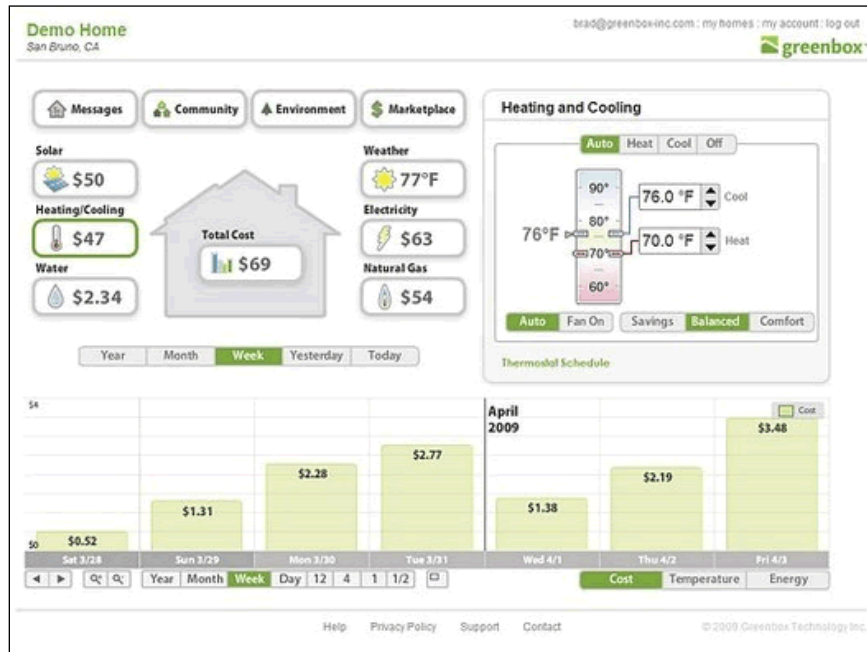 Demo Home
San Bruno, CA
brad@greenbox-inc.com : my homes : my account : log out
greenbox
Messages
Community
Environment
Marketplace
Solar
$50
Weather
77°F
Heating/Cooling
$47
Total Cost
$69
Electricity
$63
Water
$2.34
Natural Gas
$54
Year Month Week Yesterday Today
Heating and Cooling
Auto Heat Cool Off
90°
80°
70°
60°
76°F
76.0 °F Cool
70.0 °F Heat
Auto Fan On Savings Balanced Comfort
Thermostat Schedule
$4
$0
April
2009
Cost
$0.52
$1.31
$2.28
$2.77
$1.38
$2.19
$3.48
Sat 3/28 Sun 3/29 Mon 3/30 Tue 3/31 Wed 4/1 Thu 4/2 Fri 4/3
Year Month Week Day 12 4 1 1/2
Cost Temperature Energy
Help Privacy Policy Support Contact
© 2009 Greenbox Technology Inc.